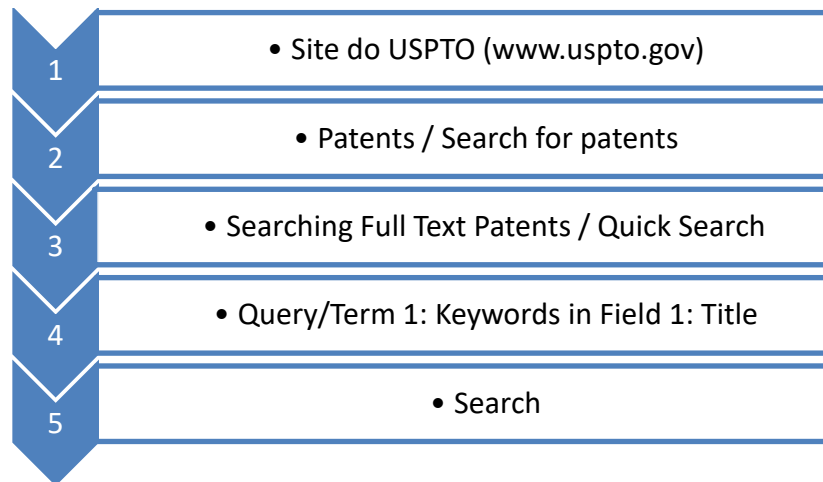 1
• Site do USPTO (www.uspto.gov)
2
• Patents / Search for patents
3
• Searching Full Text Patents / Quick Search
4
• Query/Term 1: Keywords in Field 1: Title
5
• Search